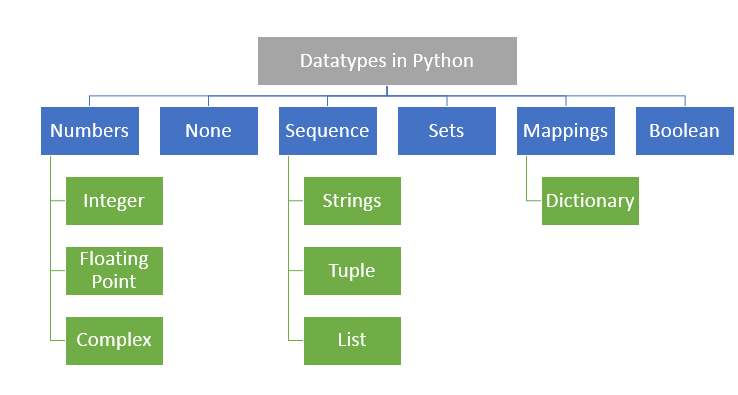 Datatypes in Python
Numbers
None
Sequence
Sets
Mappings
Boolean
Integer
Strings
Dictionary
Floating
Point
Tuple
Complex
List